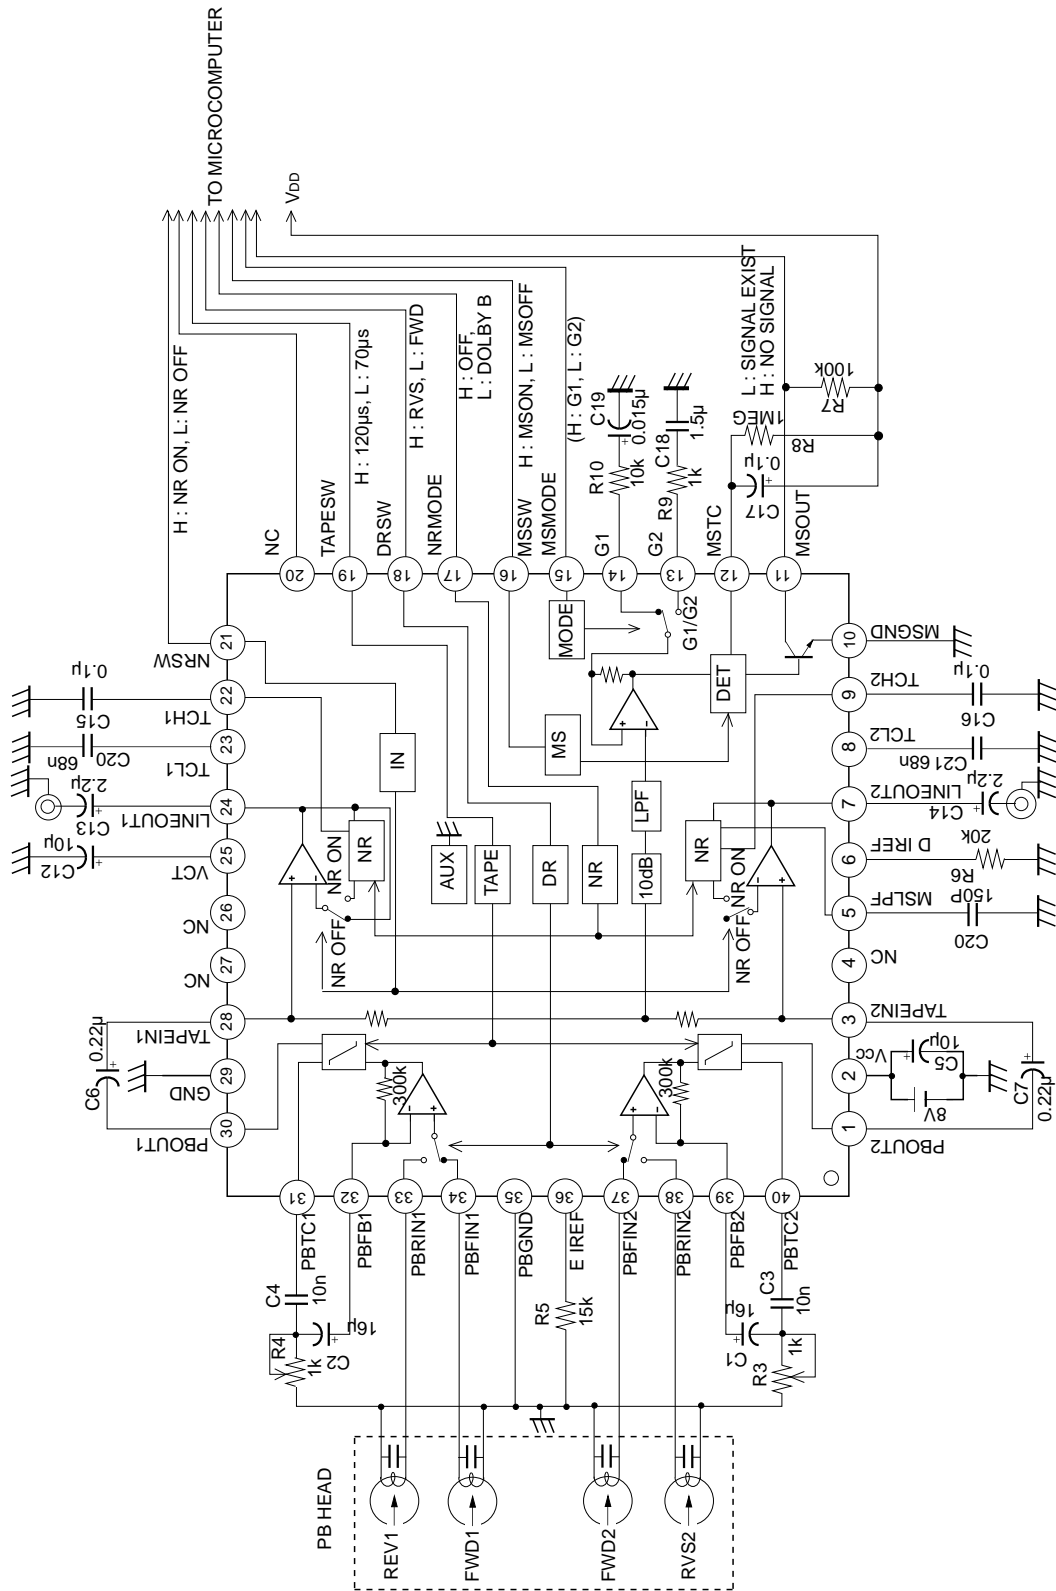 TO MICROCOMPUTER
VDD
H : NR ON, L: NR OFF
NC
TAPESW
H : 120µs, L : 70µs
DRSW
H : RVS, L : FWD
NRMODE
H : OFF,
L : DOLBY B
MSSW
H : MSON, L : MSOFF
MSMODE
(H : G1, L : G2)
G1
R10
10k
C19
0.015µ
G2
R9
1k
C18
1.5µ
MSTC
C17
0.1µ
R8
1MEG
R7
100k
MSOUT
L : SIGNAL EXIST
H : NO SIGNAL
20
19
18
17
16
15
14
13
12
11
21
NRSW
22
TCH1
C15
0.1µ
23
TCL1
C20
68n
24
LINEOUT1
C13
2.2µ
25
VCT
C12
10µ
26
NC
27
NC
28
TAPEIN1
C6
0.22µ
29
GND
30
PBOUT1
10
MSGND
9
TCH2
C16
0.1µ
8
TCL2
C21
68n
7
LINEOUT2
C14
2.2µ
6
D IREF
R6
20k
5
MSLPF
C20
150P
4
NC
3
TAPEIN2
2
Vcc
C5
10µ
8V
C7
0.22µ
1
PBOUT2
IN
AUX
TAPE
DR
NR
10dB
LPF
MS
DET
MODE
G1/G2
NR
NR ON
NR OFF
NR
NR ON
NR OFF
300k
300k
+
-
+
-
+
-
+
-
+
-
31
PBTC1
32
PBFB1
33
PBRIN1
34
PBFIN1
35
PBGND
36
E IREF
37
PBFIN2
38
PBRIN2
39
PBFB2
40
PBTC2
C4
10n
R4
1k
C2
16µ
R5
15k
C1
16µ
C3
10n
R3
1k
PB HEAD
REV1
FWD1
FWD2
RVS2